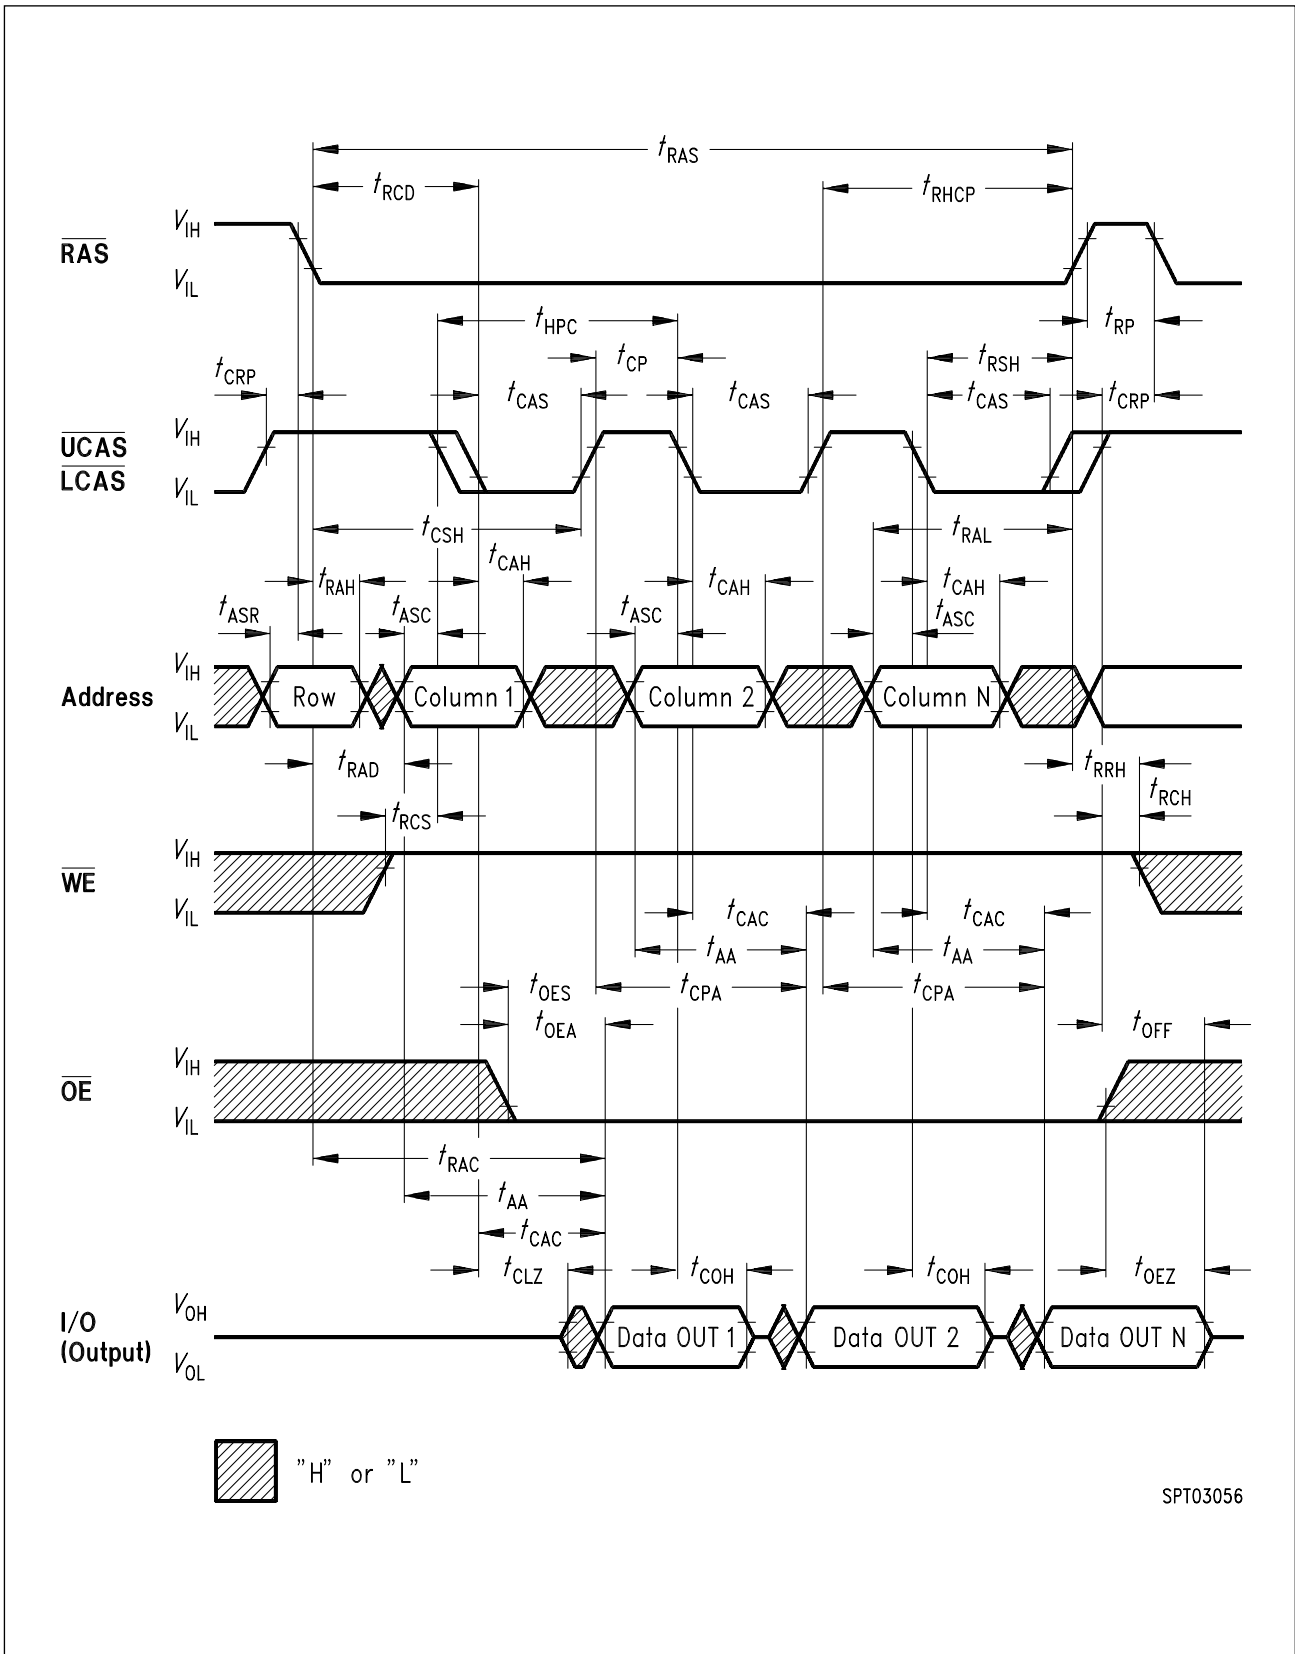 tRAS
tRCD tRHCP
RAS VIH
VIL
tHPC tRP
tCP tRSH
tCRP tCAS tCAS tCAS tCRP
UCAS VIH
LCAS VIL
tCSH tRAL
tCAH
tRAH tCAH tCAH
tASR tASC tASC tASC
Address VIH
Row Column 1 Column 2 Column N
VIL
tRAD tRRH
tRCH
tRCS
WE VIH
VIL
tCAC tCAC
tAA tAA
tOES tCPA tCPA
tOEA tOFF
OE VIH
VIL
tRAC
tAA
tCAC
tCLZ tCOH tCOH tOEZ
I/O VOH
(Output) Data OUT 1 Data OUT 2 Data OUT N
VOL
"H" or "L"
SPT03056